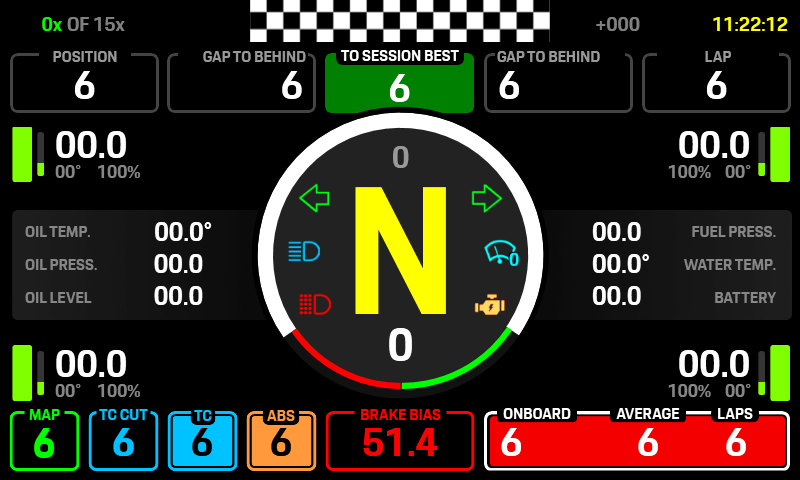 0x OF 15x +000 11:22:12
POSITION GAP TO BEHIND TO SESSION BEST GAP TO BEHIND LAP
6 6 6 6 6
00.0 0 00.0
00° 100% 100% 00°
N
OIL TEMP. 00.0° 00.0 FUEL PRESS.
OIL PRESS. 00.0 0 00.0° WATER TEMP.
OIL LEVEL 00.0 00.0 BATTERY
0
00.0 00.0
00° 100% 100% 00°
MAP TC CUT TC ABS BRAKE BIAS ONBOARD AVERAGE LAPS
6 6 6 6 51.4 6 6 6